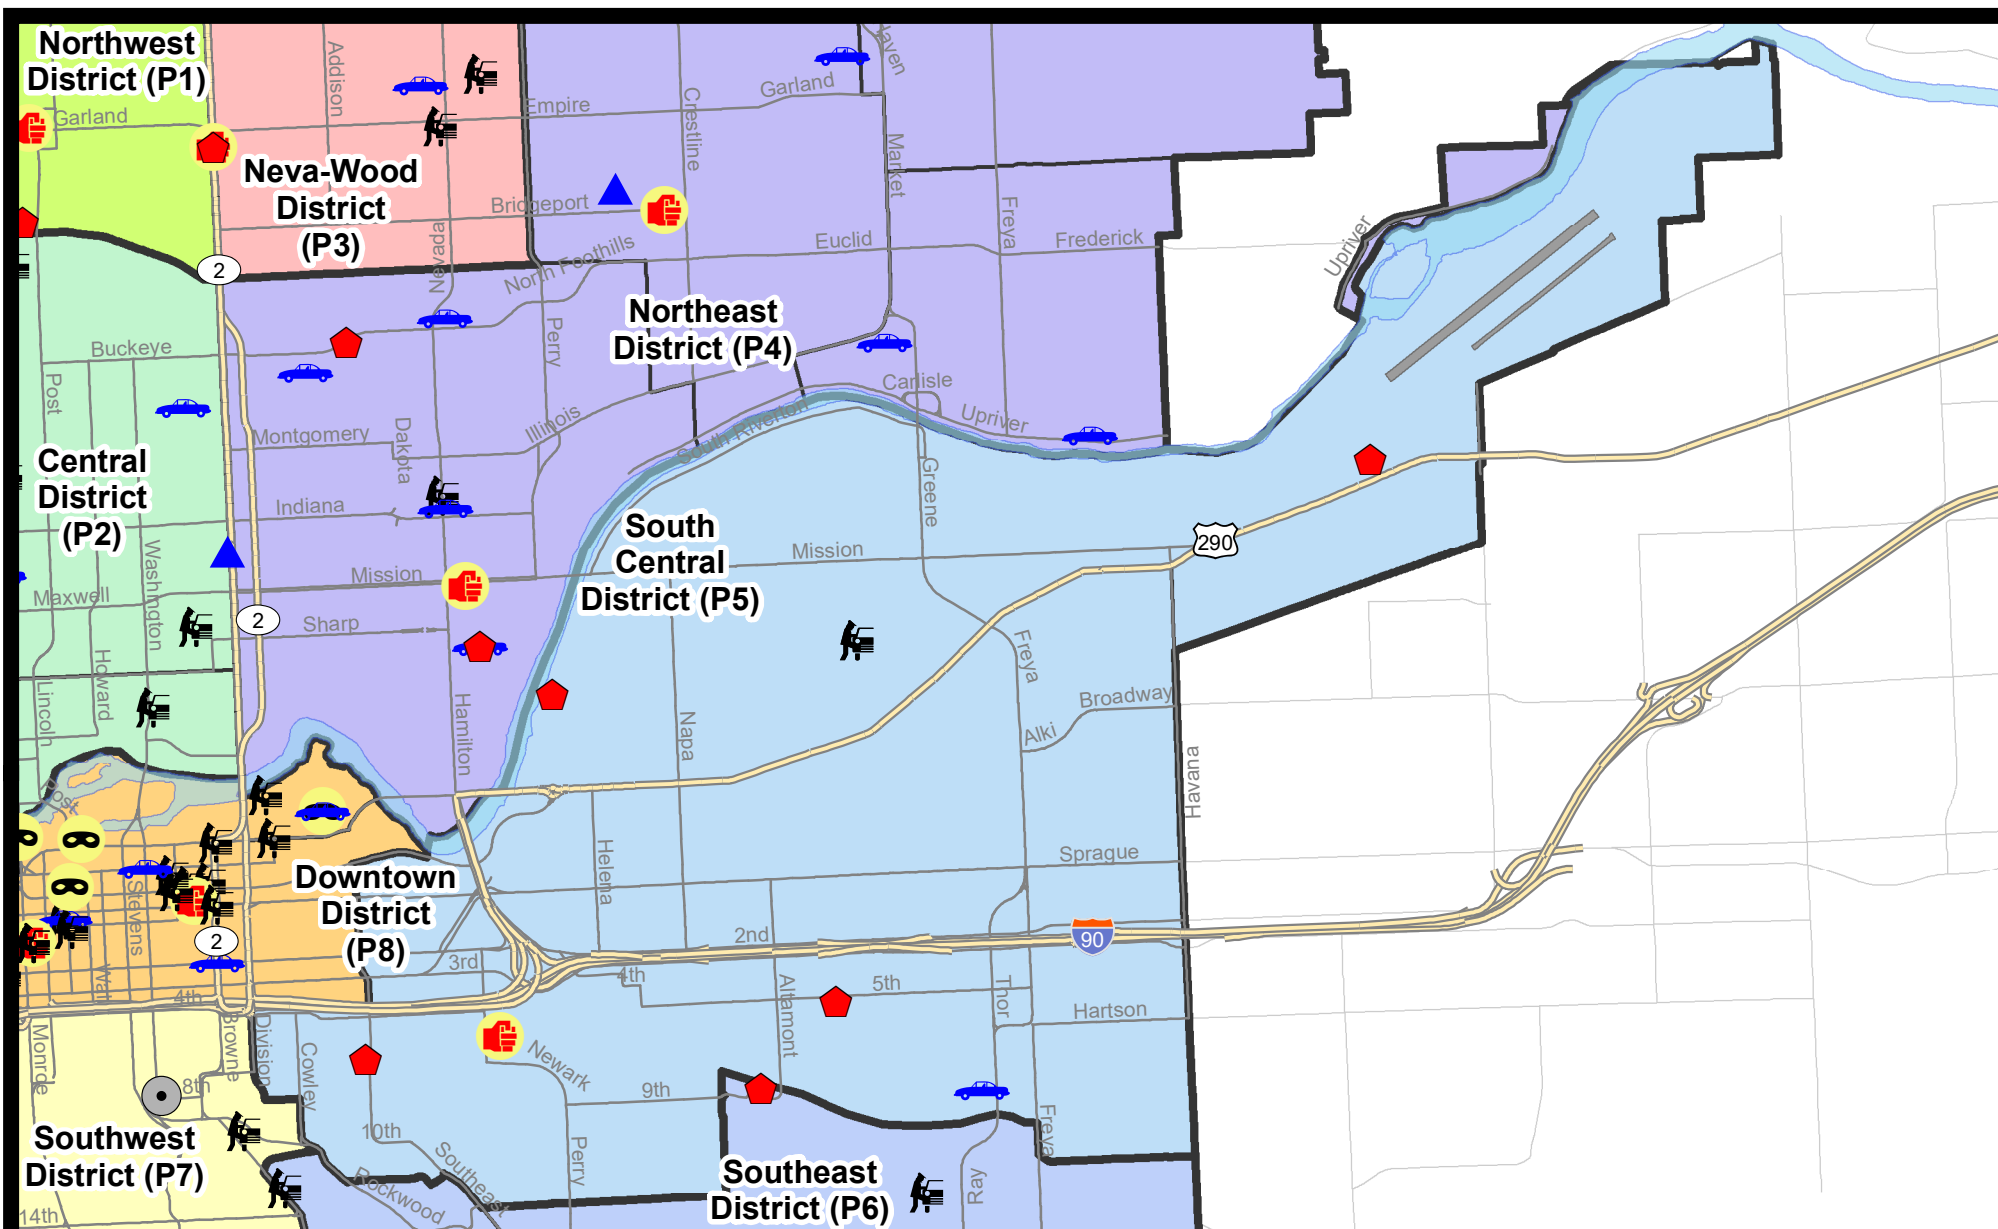 Northwest
District (P1)
Garland
Addison
Empire
Garland
Haven
Crestline
Market
Neva-Wood
District
(P3)
Bridgeport
Nevada
North Foothills
Euclid
Freya
Frederick
Upriver
2
Buckeye
Post
Perry
Northeast
District (P4)
Carlisle
Upriver
South Riverton
Montgomery
Dakota
Illinois
Greene
Central
District
(P2)
Indiana
Washington
South
Central
District (P5)
Mission
290
Mission
Maxwell
2
Sharp
Howard
Lincoln
Hamilton
Napa
Freya
Broadway
Alki
Havana
Post
Helena
Sprague
Downtown
District
(P8)
Stevens
2
Wall
4th
3rd
2nd
90
4th
5th
Altamont
Thor
Hartson
Monroe
Browne
Division
Cowley
8th
Newark
9th
10th
Perry
Freya
Southwest
District (P7)
Rockwood
Southeast
Southeast
District (P6)
Ray
14th